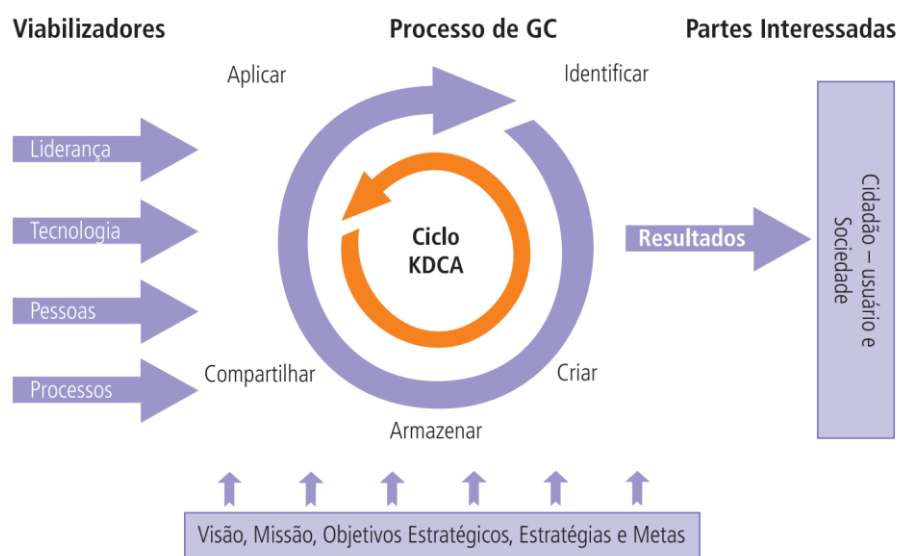 Viabilizadores
Processo de GC
Partes Interessadas
Aplicar
Identificar
Liderança
Tecnologia
Pessoas
Processos
Ciclo
KDCA
Resultados
Cidadão – usuário e
Sociedade
Compartilhar
Criar
Armazenar
Visão, Missão, Objetivos Estratégicos, Estratégias e Metas